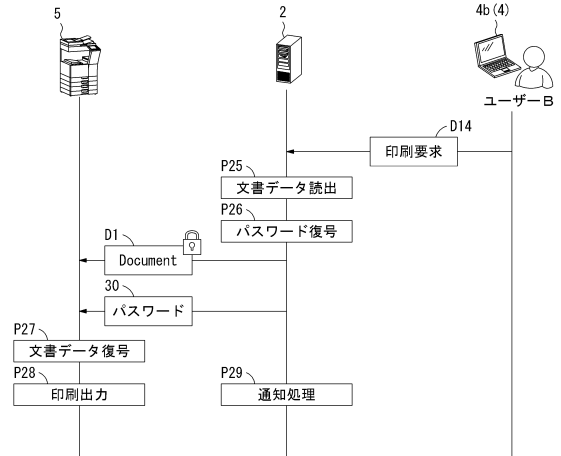 5
2
4b(4)
ユーザーB
D14
印刷要求
P25
文書データ読出
P26
パスワード復号
D1
Document
30
パスワード
P27
文書データ復号
P28
印刷出力
P29
通知処理